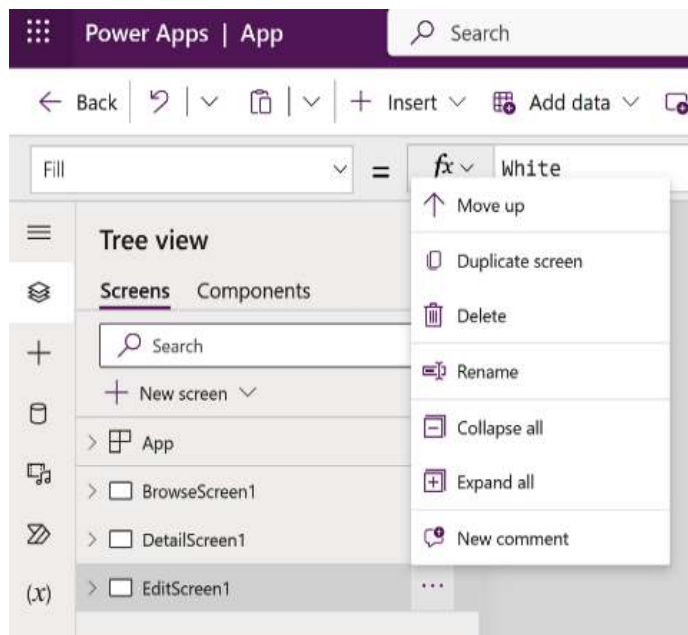 Power Apps | App
Search
Back
Insert
Add data
Fill
=
fx
White
Tree view
Screens
Components
Search
New screen
App
BrowseScreen1
DetailScreen1
EditScreen1
(x)
Move up
Duplicate screen
Delete
Rename
Collapse all
Expand all
New comment